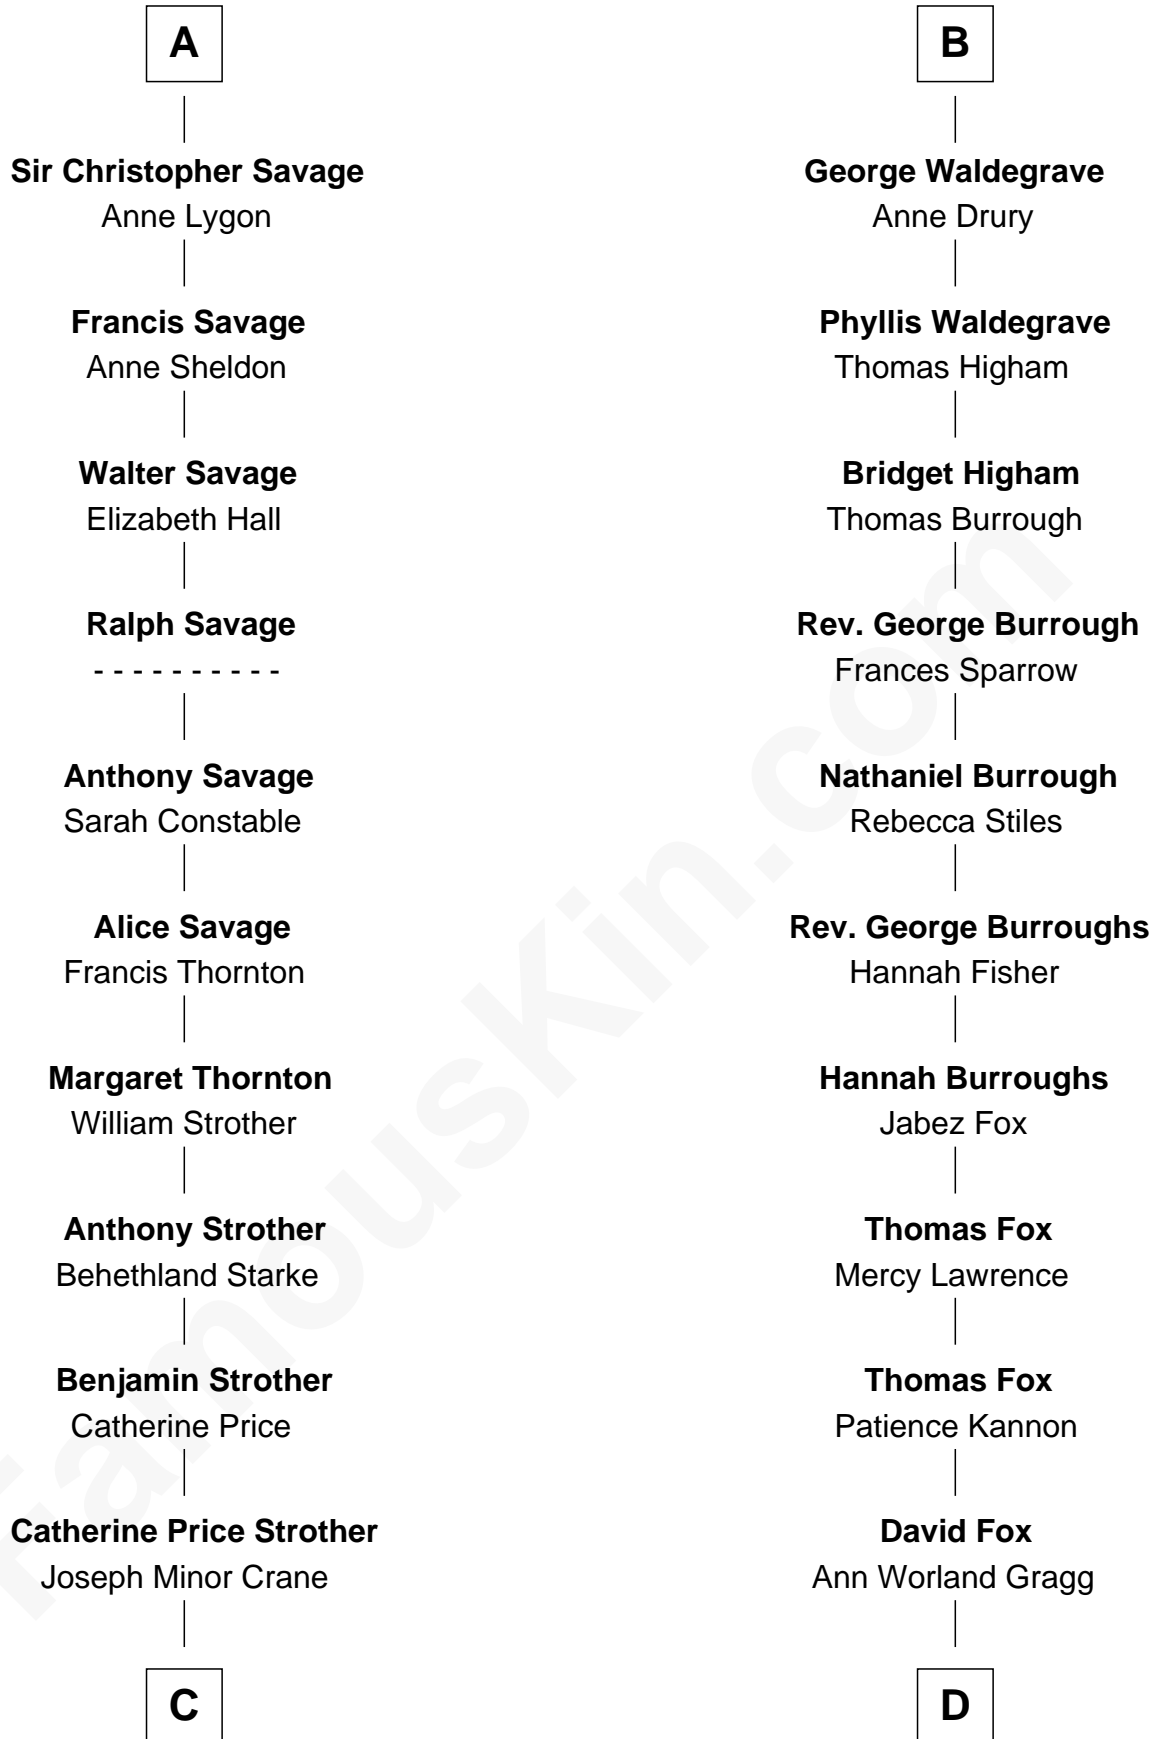 A
Sir Christopher Savage
Anne Lygon
Francis Savage
Anne Sheldon
Walter Savage
Elizabeth Hall
Ralph Savage
- - - - - - - - - -
Anthony Savage
Sarah Constable
Alice Savage
Francis Thornton
Margaret Thornton
William Strother
Anthony Strother
Behethland Starke
Benjamin Strother
Catherine Price
Catherine Price Strother
Joseph Minor Crane
C
B
George Waldegrave
Anne Drury
Phyllis Waldegrave
Thomas Higham
Bridget Higham
Thomas Burrough
Rev. George Burrough
Frances Sparrow
Nathaniel Burrough
Rebecca Stiles
Rev. George Burroughs
Hannah Fisher
Hannah Burroughs
Jabez Fox
Thomas Fox
Mercy Lawrence
Thomas Fox
Patience Kannon
David Fox
Ann Worland Gragg
D
FamousKin.com